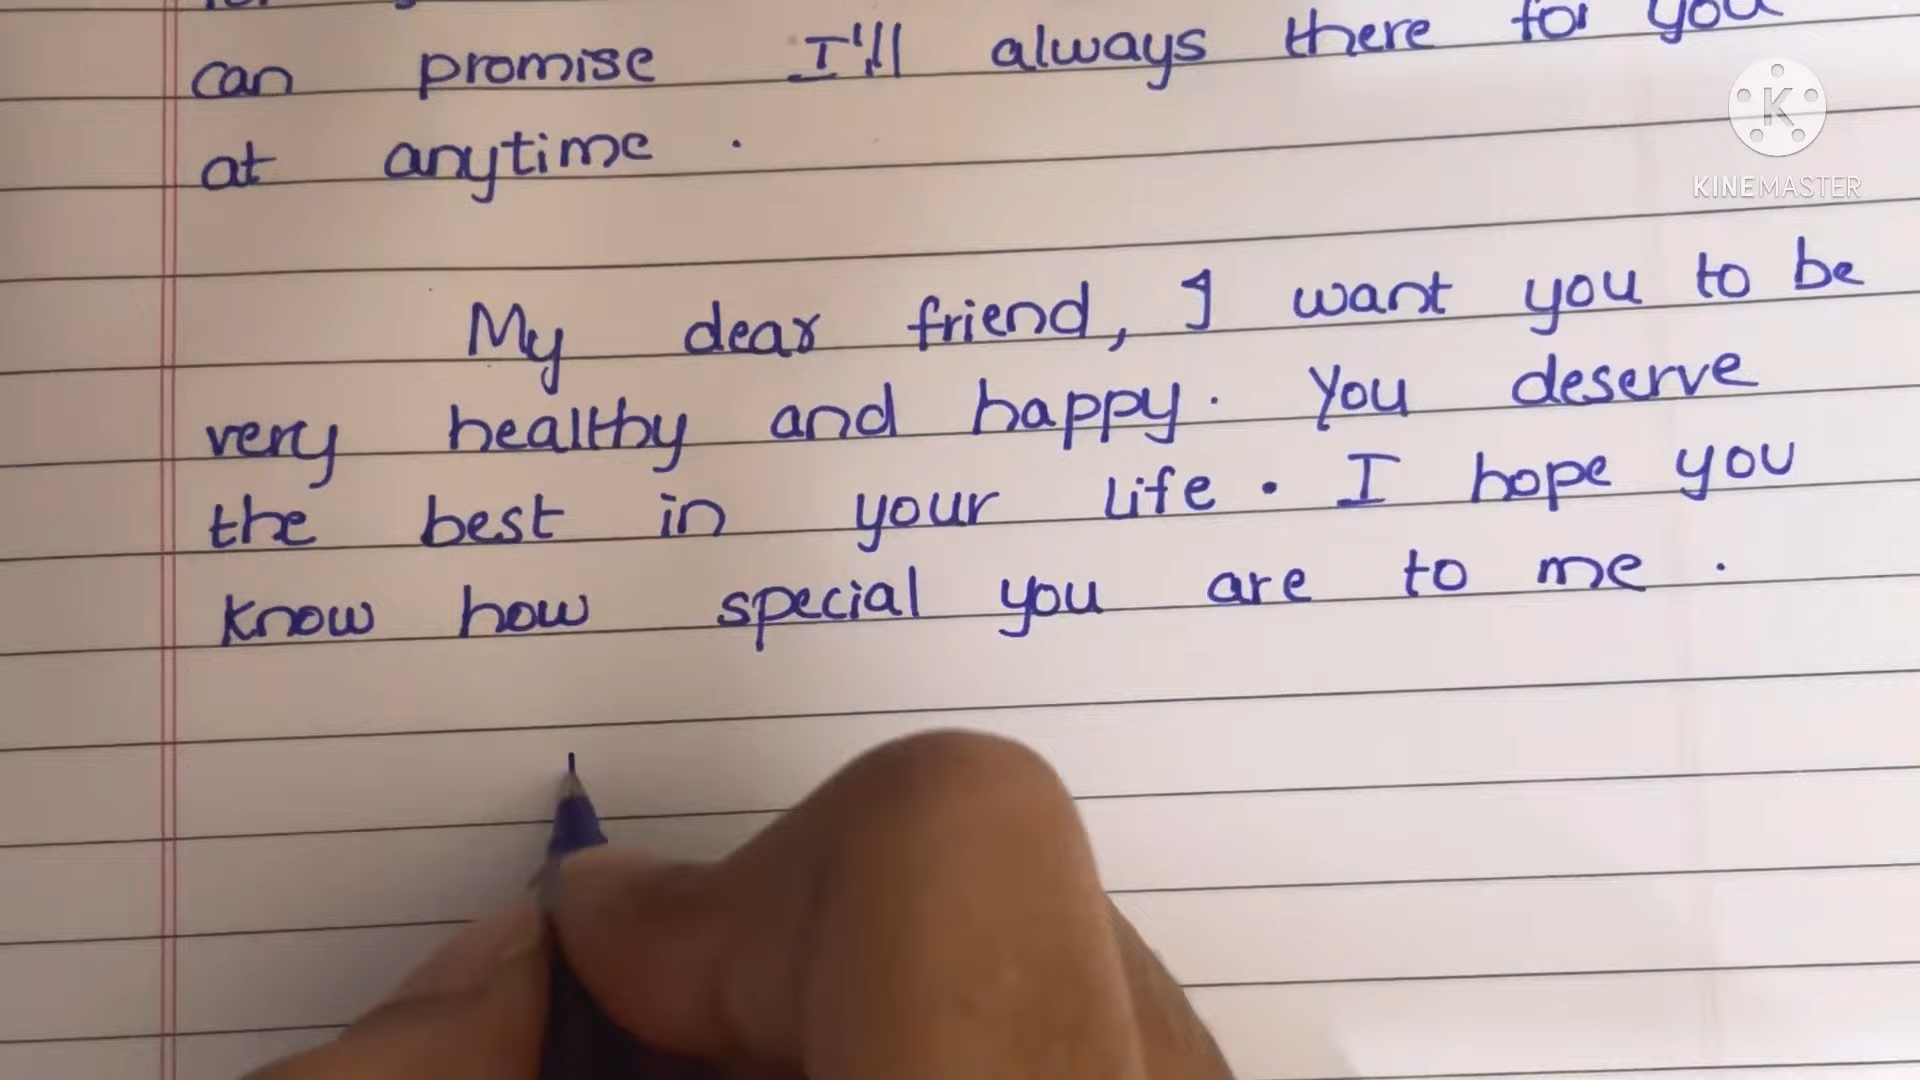 can promise I'll always there for you
at anytime .
My dear friend, I want you to be
very healthy and happy. You deserve
the best in your life. I hope you
know how special you are to me .
K
KINEMASTER